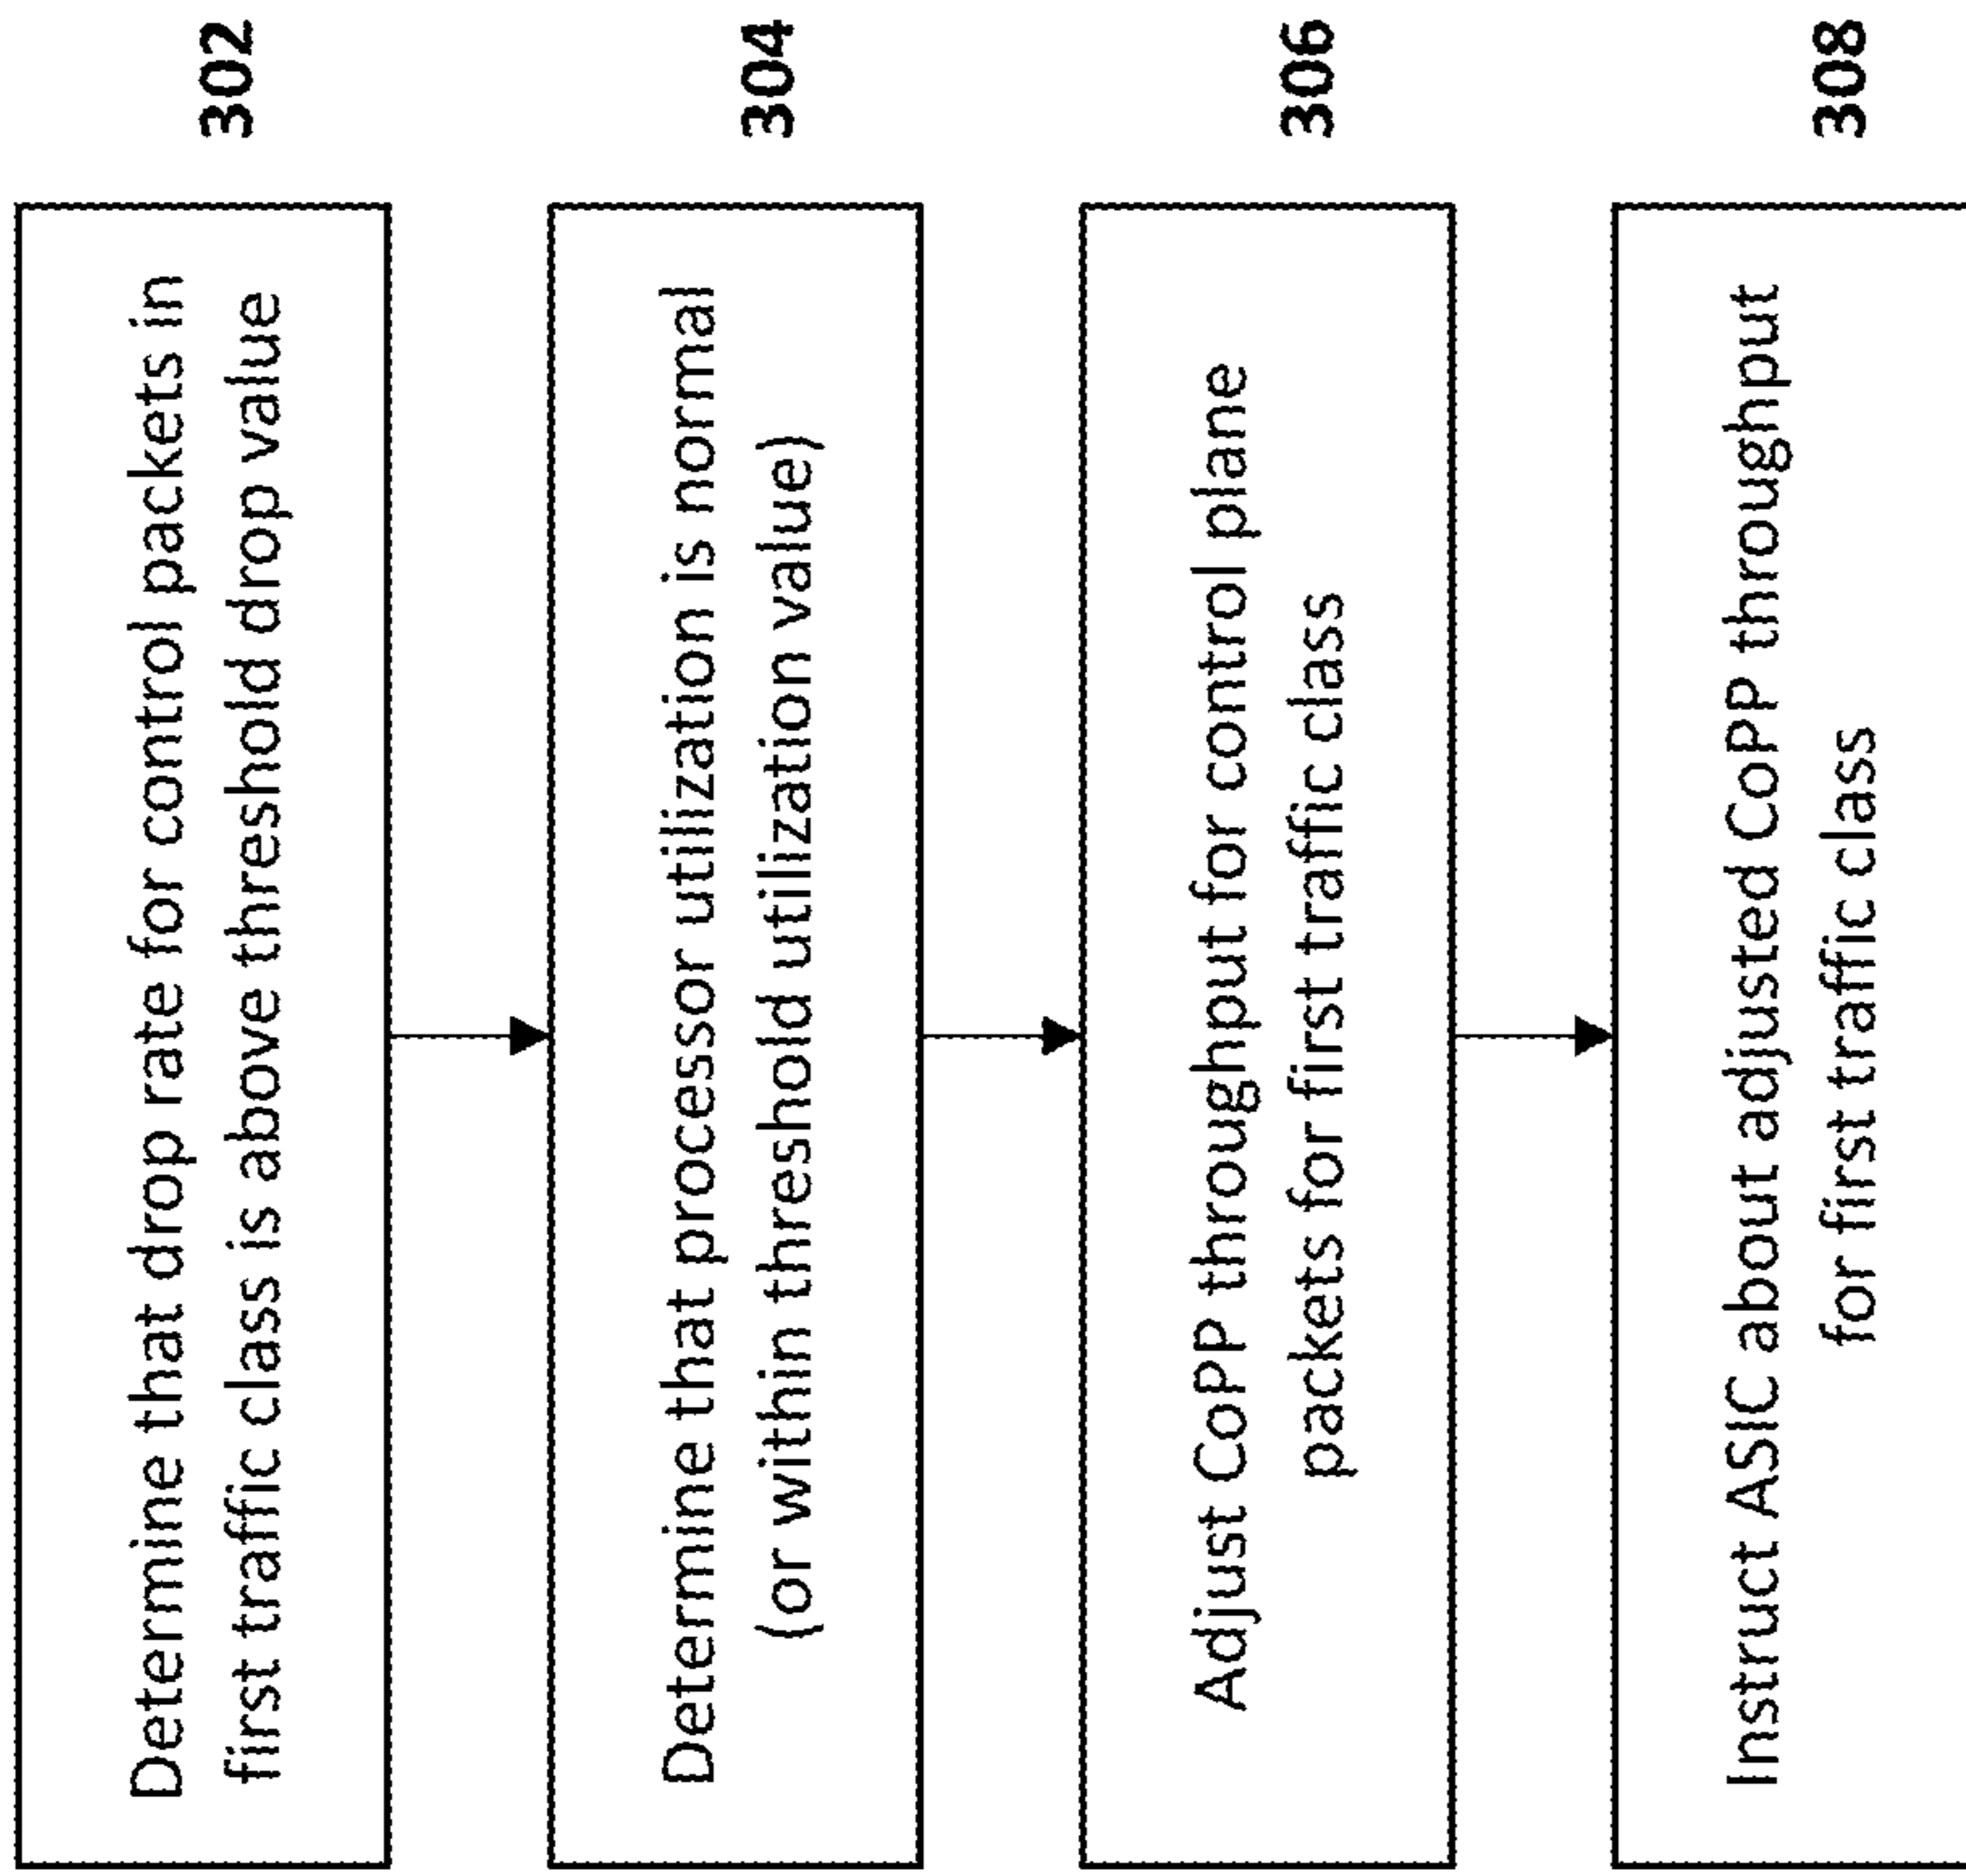 Determine that drop rate for control packets in
first traffic class is above threshold drop value
302
Determine that processor utilization is normal
(or within threshold utilization value)
304
Adjust CoPP throughput for control plane
packets for first traffic class
306
Instruct ASIC about adjusted CoPP throughput
for first traffic class
308